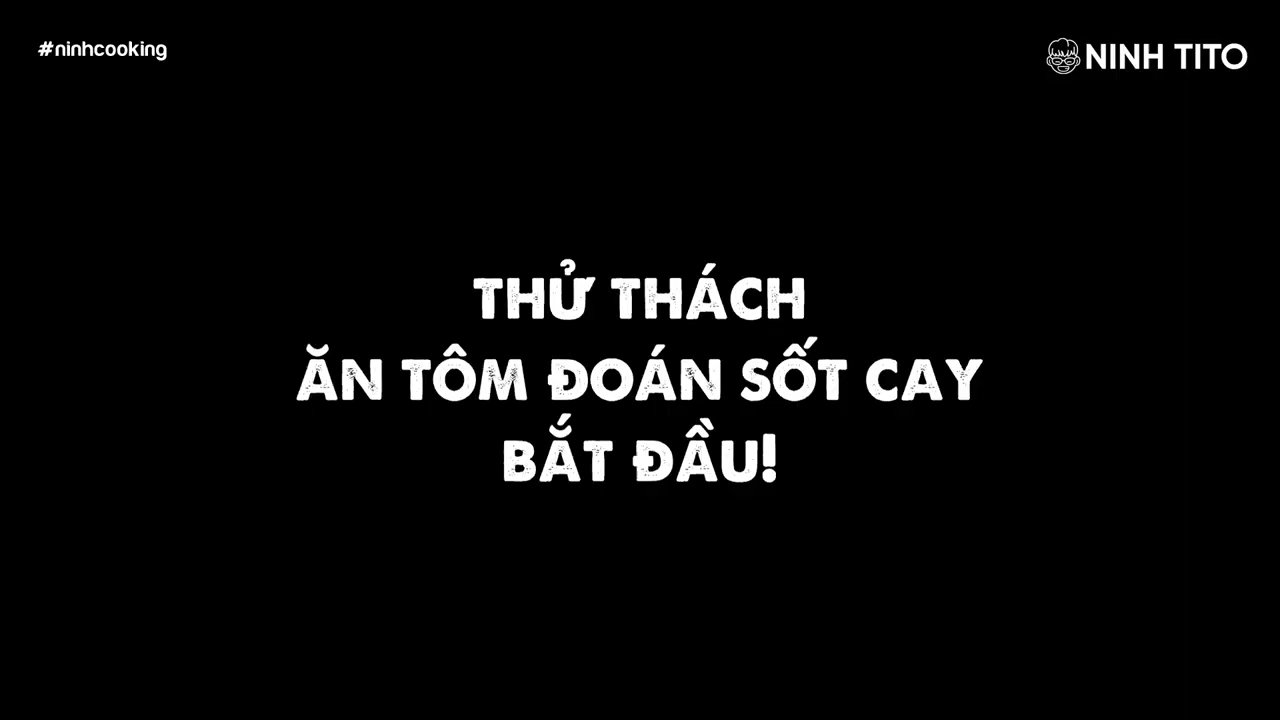 #ninhcooking
NINH TITO
THỬ THÁCH
ĂN TÔM ĐOÁN SỐT CAY
BẮT ĐẦU!